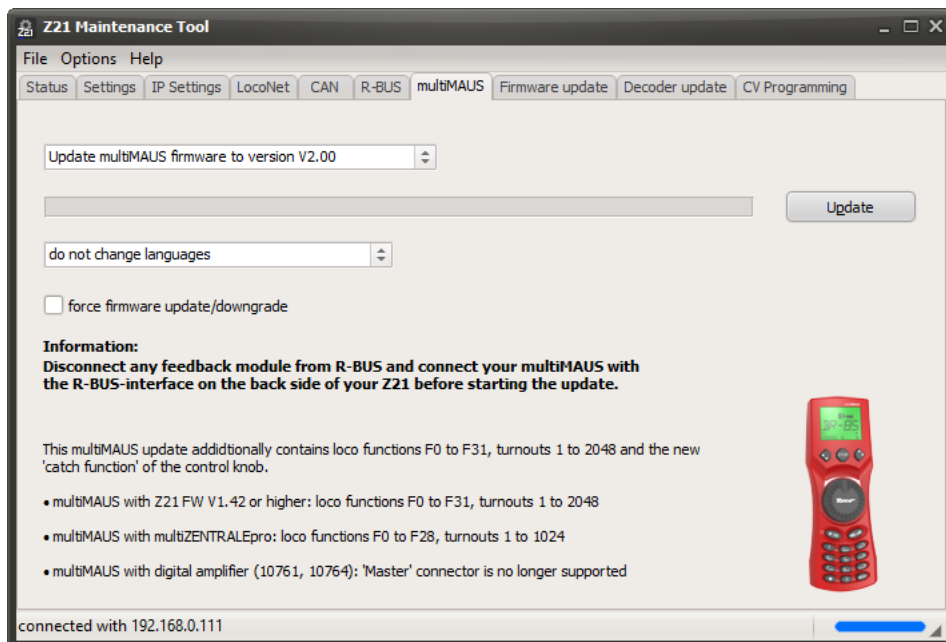 Z21 Maintenance Tool
File Options Help
Status Settings IP Settings LocoNet CAN R-BUS multiMAUS Firmware update Decoder update CV Programming
Update multiMAUS firmware to version V2.00
Update
do not change languages
force firmware update/downgrade
Information:
Disconnect any feedback module from R-BUS and connect your multiMAUS with
the R-BUS-interface on the back side of your Z21 before starting the update.
This multiMAUS update addidtionally contains loco functions F0 to F31, turnouts 1 to 2048 and the new
'catch function' of the control knob.
• multiMAUS with Z21 FW V1.42 or higher: loco functions F0 to F31, turnouts 1 to 2048
• multiMAUS with multiZENTRALEpro: loco functions F0 to F28, turnouts 1 to 1024
• multiMAUS with digital amplifier (10761, 10764): 'Master' connector is no longer supported
connected with 192.168.0.111